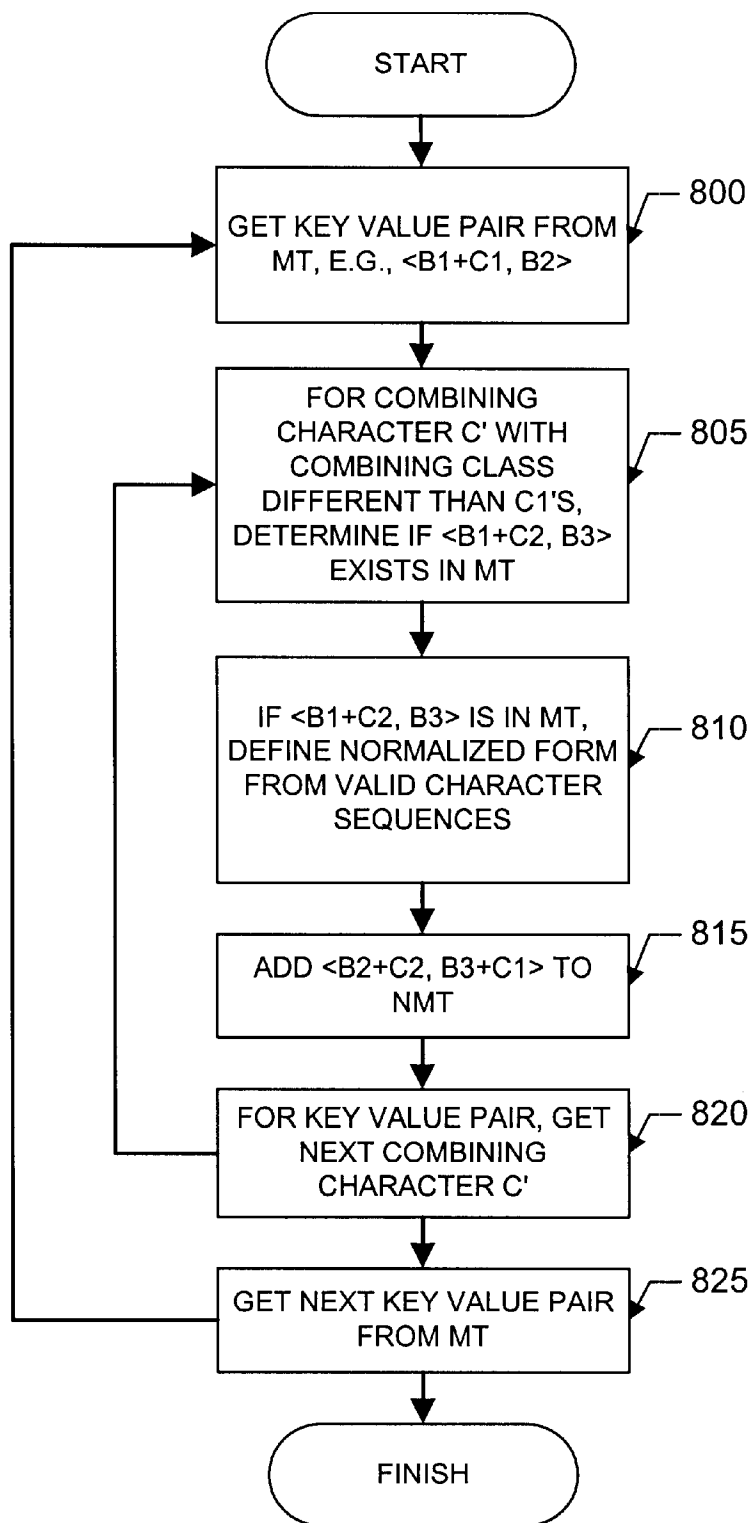 START
GET KEY VALUE PAIR FROM
MT, E.G., <B1+C1, B2>
800
FOR COMBINING
CHARACTER C' WITH
COMBINING CLASS
DIFFERENT THAN C1'S,
DETERMINE IF <B1+C2, B3>
EXISTS IN MT
805
IF <B1+C2, B3> IS IN MT,
DEFINE NORMALIZED FORM
FROM VALID CHARACTER
SEQUENCES
810
ADD <B2+C2, B3+C1> TO
NMT
815
FOR KEY VALUE PAIR, GET
NEXT COMBINING
CHARACTER C'
820
GET NEXT KEY VALUE PAIR
FROM MT
825
FINISH